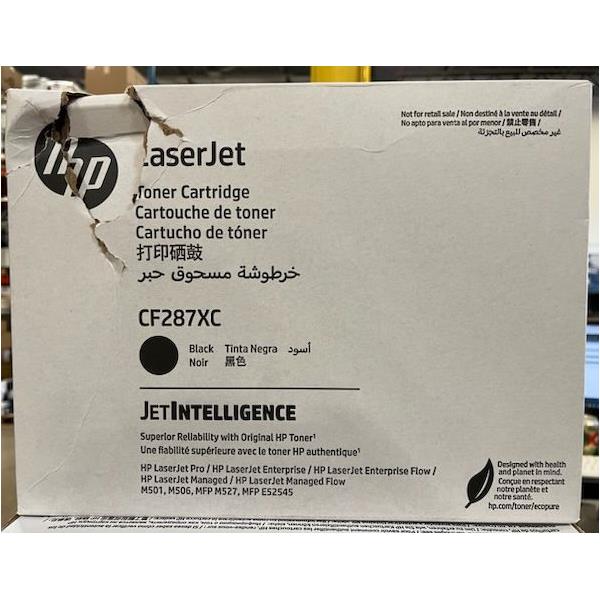 Not for retail sale / Non destiné à la vente au détail /
No apto para venta al por menor / 禁止零售 /
غير مخصص للبيع بالتجزئة
hp
LaserJet
Toner Cartridge
Cartouche de toner
Cartucho de tóner
打印硒鼓
خرطوشة مسحوق حبر
CF287XC
Black Tinta Negra أسود
Noir 黑色
JETINTELLIGENCE
Superior Reliability with Original HP Toner¹
Une fiabilité supérieure avec le toner HP authentique¹
HP LaserJet Pro / HP LaserJet Enterprise / HP LaserJet Enterprise Flow /
HP LaserJet Managed / HP LaserJet Managed Flow
M501, M506, MFP M527, MFP E52545
Designed with health
and planet in mind.
Conçue en respectant
notre planète et
notre santé.
hp.com/toner/ecopure